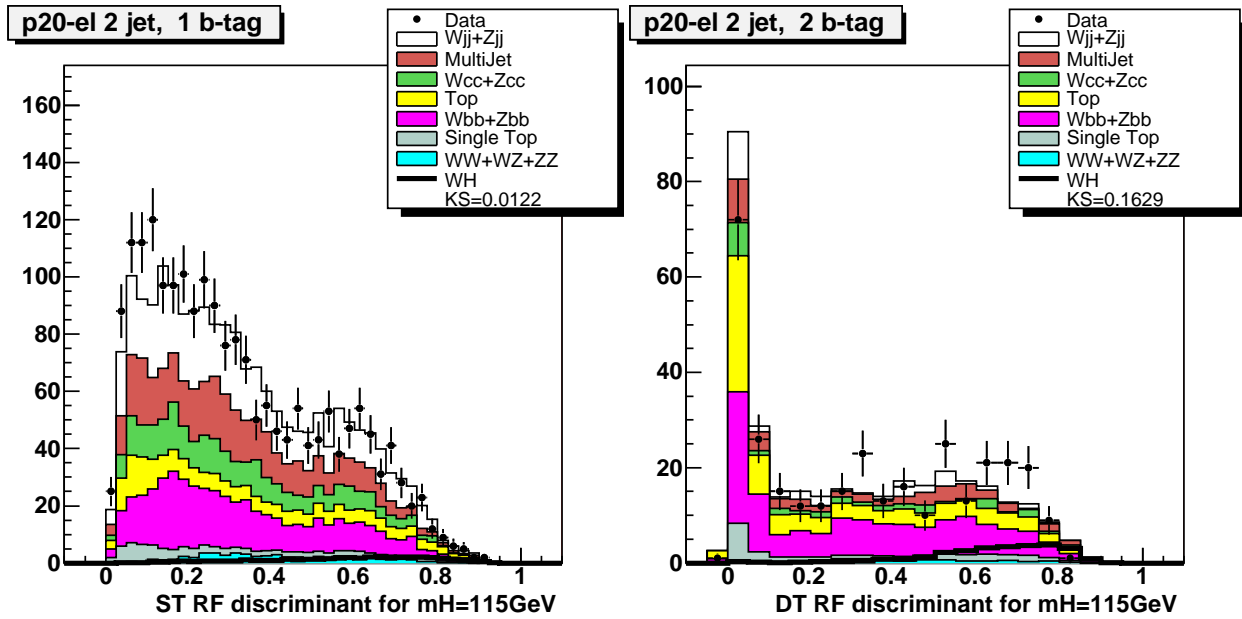 p20-el 2 jet, 1 b-tag
Data
Wjj+Zjj
MultiJet
Wcc+Zcc
Top
Wbb+Zbb
Single Top
WW+WZ+ZZ
WH
KS=0.0122
160
140
120
100
80
60
40
20
0
0 0.2 0.4 0.6 0.8 1
ST RF discriminant for mH=115GeV
p20-el 2 jet, 2 b-tag
Data
Wjj+Zjj
MultiJet
Wcc+Zcc
Top
Wbb+Zbb
Single Top
WW+WZ+ZZ
WH
KS=0.1629
100
80
60
40
20
0
0 0.2 0.4 0.6 0.8 1
DT RF discriminant for mH=115GeV